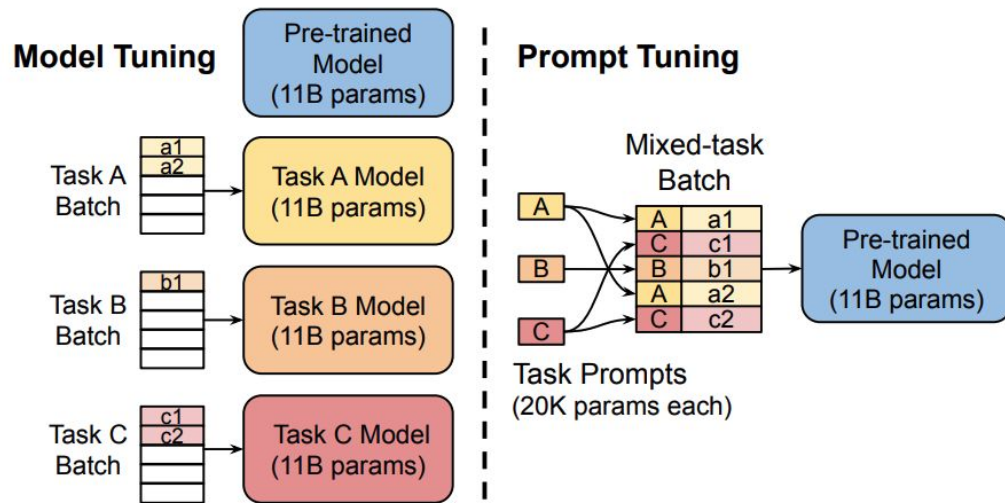 Model Tuning
Pre-trained
Model
(11B params)
Task A
Batch
a1
a2
Task A Model
(11B params)
Task B
Batch
b1
Task B Model
(11B params)
Task C
Batch
c1
c2
Task C Model
(11B params)
Prompt Tuning
Mixed-task
Batch
A
B
C
A a1
C c1
B b1
A a2
C c2
Pre-trained
Model
(11B params)
Task Prompts
(20K params each)